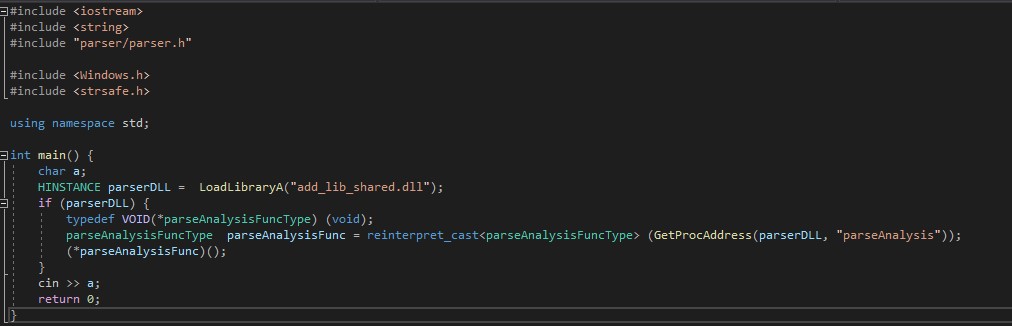 #include <iostream>
#include <string>
#include "parser/parser.h"
#include <Windows.h>
#include <strsafe.h>
using namespace std;
int main() {
char a;
HINSTANCE parserDLL =  LoadLibraryA("add_lib_shared.dll");
if (parserDLL) {
typedef VOID(*parseAnalysisFuncType) (void);
parseAnalysisFuncType  parseAnalysisFunc = reinterpret_cast<parseAnalysisFuncType> (GetProcAddress(parserDLL, "parseAnalysis"));
(*parseAnalysisFunc)();
}
cin >> a;
return 0;
}